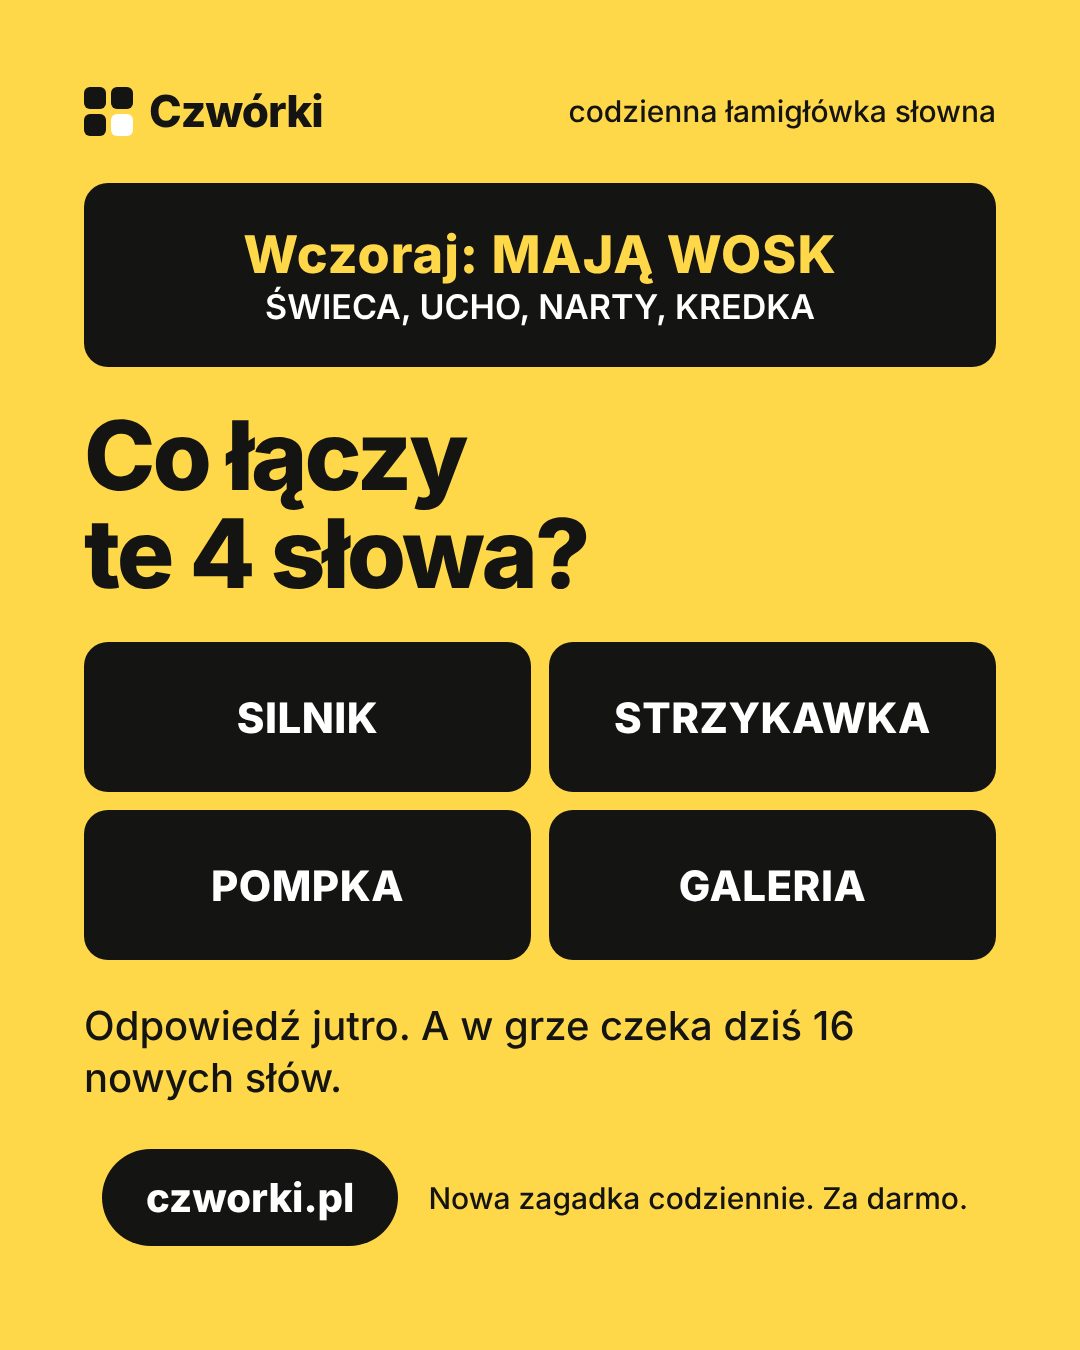 Czwórki
codzienna łamigłówka słowna
Wczoraj: MAJĄ WOSK
ŚWIECA, UCHO, NARTY, KREDKA
Co łączy
te 4 słowa?
SILNIK
STRZYKAWKA
POMPKA
GALERIA
Odpowiedź jutro. A w grze czeka dziś 16
nowych słów.
czworki.pl
Nowa zagadka codziennie. Za darmo.